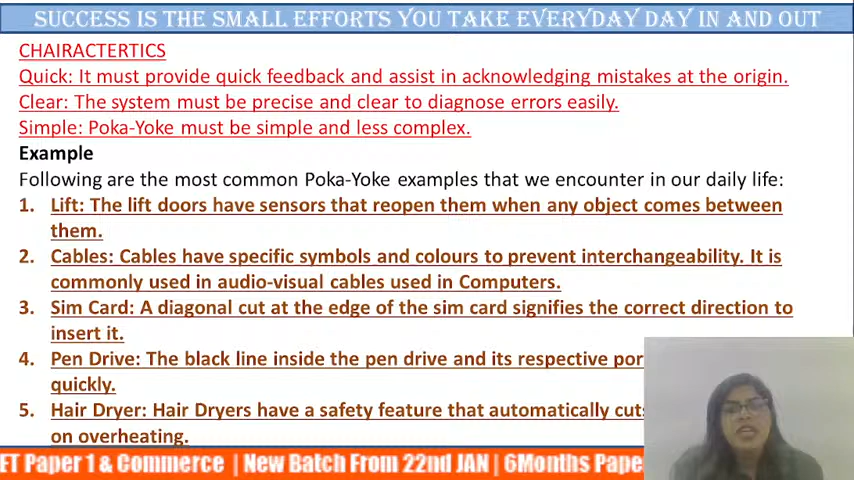 SUCCESS IS THE SMALL EFFORTS YOU TAKE EVERYDAY DAY IN AND OUT
CHAIRACTERTICS
Quick: It must provide quick feedback and assist in acknowledging mistakes at the origin.
Clear: The system must be precise and clear to diagnose errors easily.
Simple: Poka-Yoke must be simple and less complex.
Example
Following are the most common Poka-Yoke examples that we encounter in our daily life:
1. Lift: The lift doors have sensors that reopen them when any object comes between
them.
2. Cables: Cables have specific symbols and colours to prevent interchangeability. It is
commonly used in audio-visual cables used in Computers.
3. Sim Card: A diagonal cut at the edge of the sim card signifies the correct direction to
insert it.
4. Pen Drive: The black line inside the pen drive and its respective por
quickly.
5. Hair Dryer: Hair Dryers have a safety feature that automatically cuts
on overheating.
ET Paper 1 & Commerce | New Batch From 22nd JAN | 6Months Pape